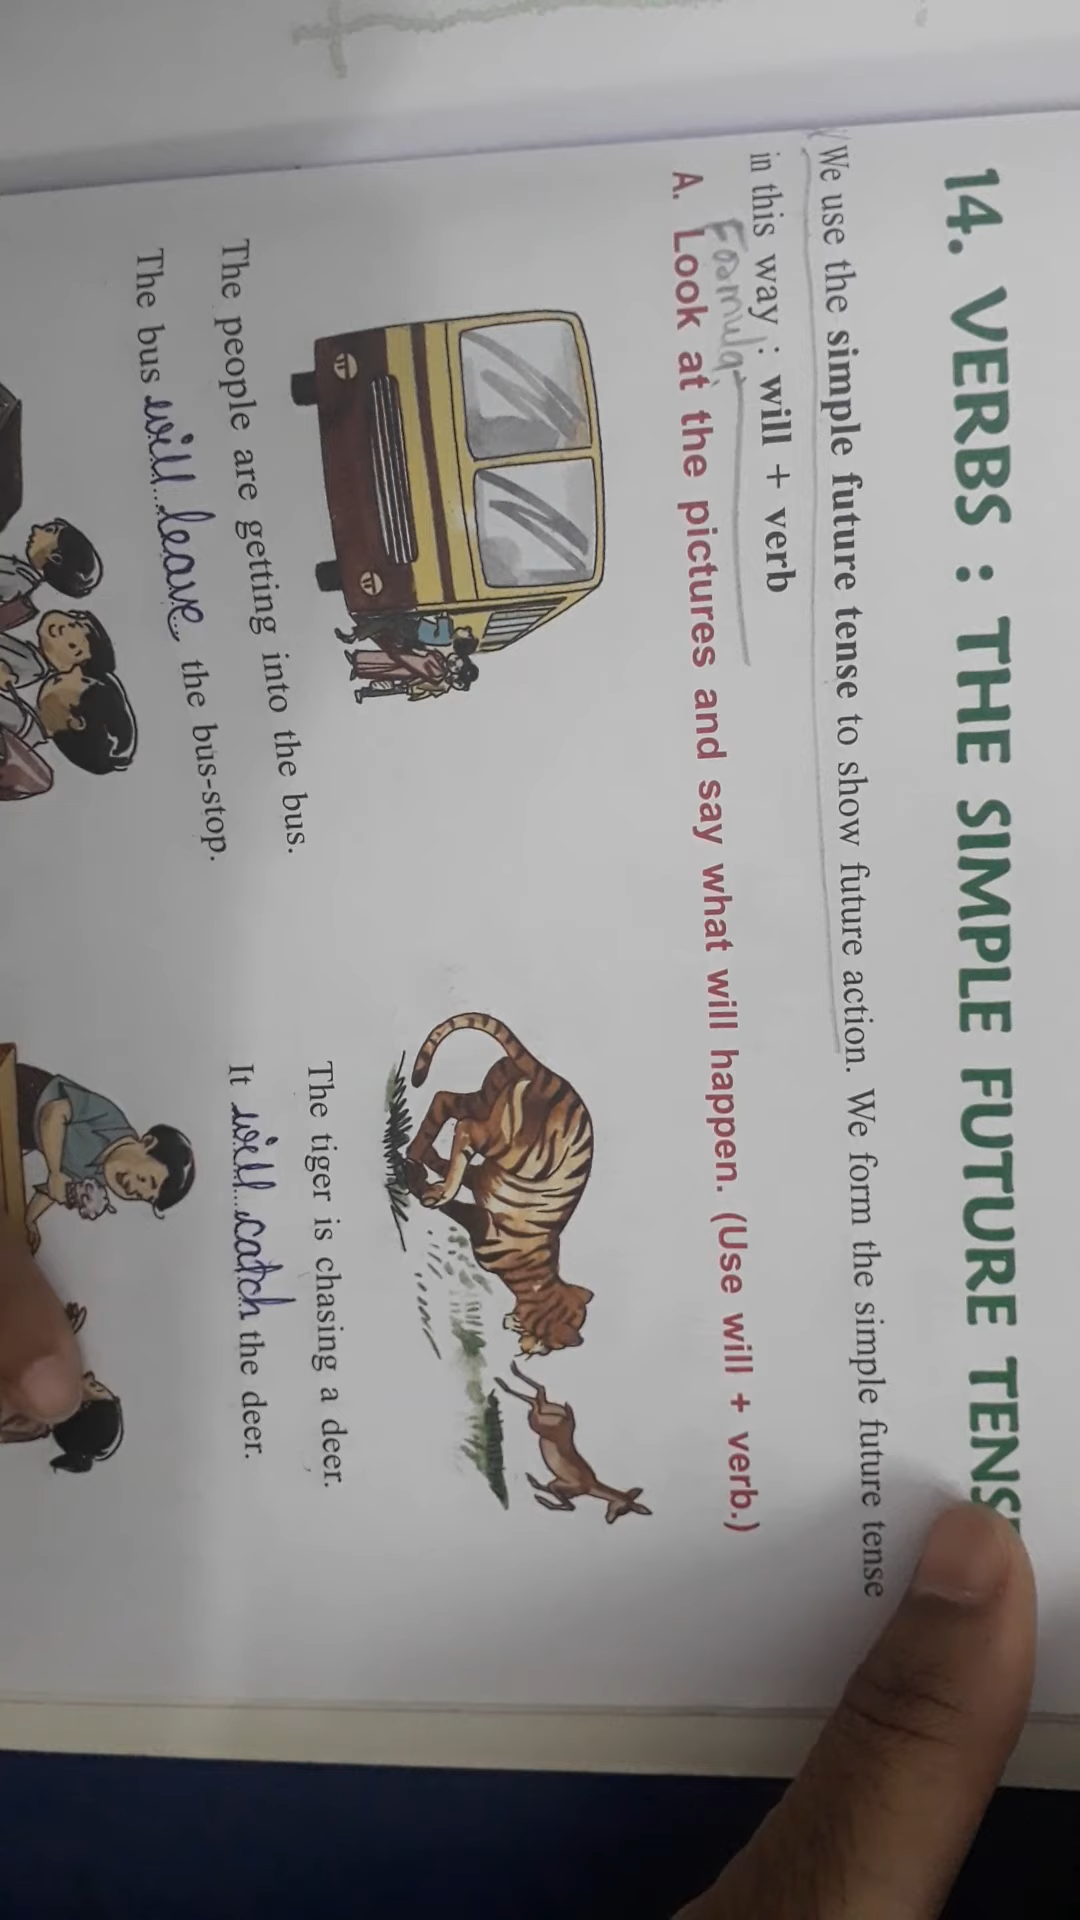 14. VERBS : THE SIMPLE FUTURE TENS
We use the simple future tense to show future action. We form the simple future tense
in this way : will + verb
Formula
A. Look at the pictures and say what will happen. (Use will + verb.)
The people are getting into the bus.
The bus will leave the bus-stop.
The tiger is chasing a deer.
It will catch the deer.